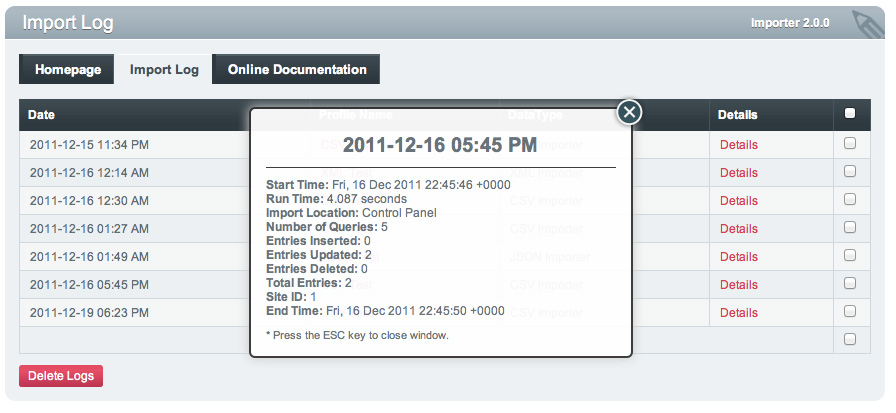 Import Log
Importer 2.0.0
Homepage
Import Log
Online Documentation
Date
Profile Name
DataType
Details
2011-12-15 11:34 PM
Details
2011-12-16 12:14 AM
XML Test
XML Importer
Details
2011-12-16 12:30 AM
CSV Importer
Details
2011-12-16 01:27 AM
CSV Importer
Details
2011-12-16 01:49 AM
JSON Importer
Details
2011-12-16 05:45 PM
CSV Importer
Details
2011-12-19 06:23 PM
CSV Importer
Details
2011-12-16 05:45 PM
Start Time: Fri, 16 Dec 2011 22:45:46 +0000
Run Time: 4.087 seconds
Import Location: Control Panel
Number of Queries: 5
Entries Inserted: 0
Entries Updated: 2
Entries Deleted: 0
Total Entries: 2
Site ID: 1
End Time: Fri, 16 Dec 2011 22:45:50 +0000
* Press the ESC key to close window.
Delete Logs